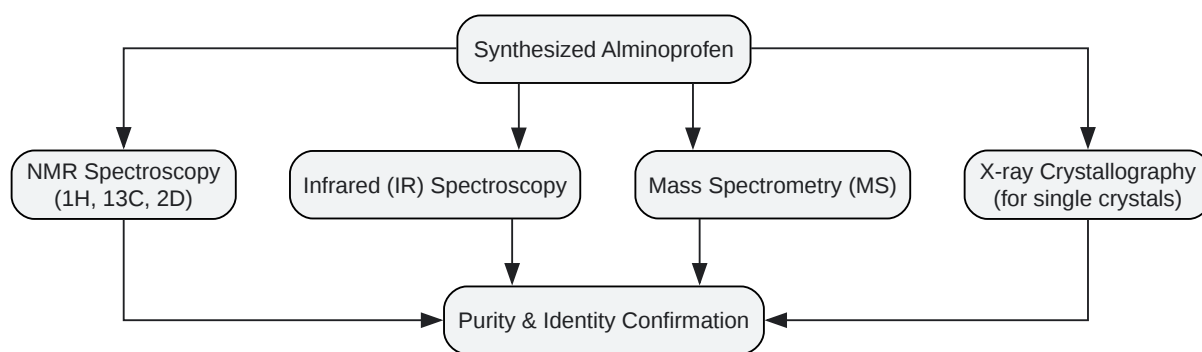 Synthesized Alminoprofen
NMR Spectroscopy
(1H, 13C, 2D)
Infrared (IR) Spectroscopy
Mass Spectrometry (MS)
X-ray Crystallography
(for single crystals)
Purity & Identity Confirmation